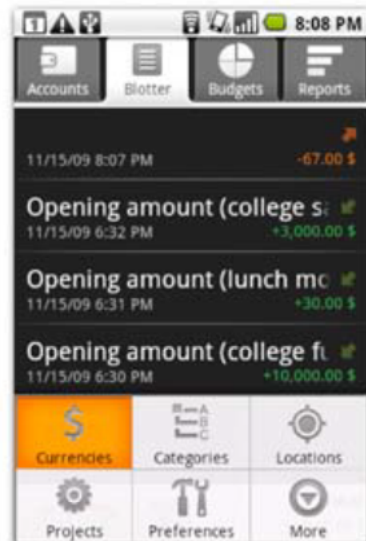 1 8:08 PM
Accounts Blotter Budgets Reports
11/15/09 8:07 PM -67.00 $
Opening amount (college
11/15/09 6:32 PM +3,000.00 $
Opening amount (lunch
11/15/09 6:31 PM +30.00 $
Opening amount (college
11/15/09 6:30 PM +10,000.00 $
$ A B C
Currencies Categories Locations
Projects Preferences More